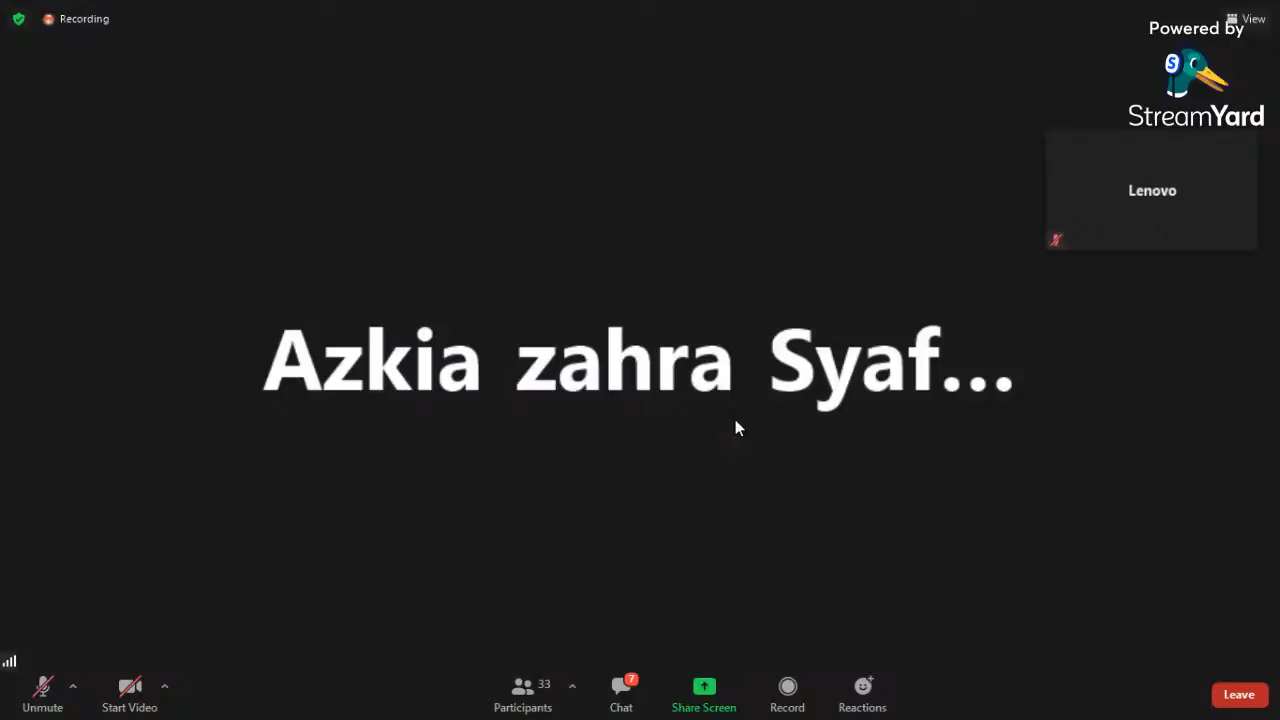 Recording
View
Powered by
S
StreamYard
Lenovo
Azkia zahra Syaf...
33
7
Unmute
Start Video
Participants
Chat
Share Screen
Record
Reactions
Leave